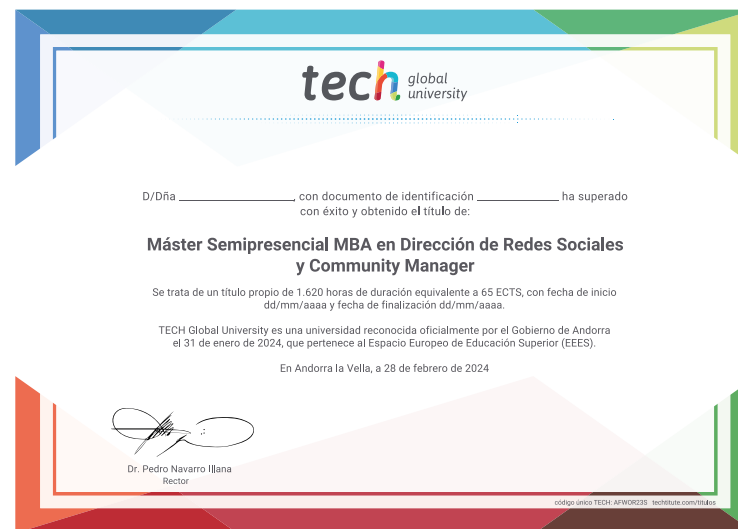 tech global university
D/Dña ______________________, con documento de identificación ________________ ha superado
con éxito y obtenido el título de:
Máster Semipresencial MBA en Dirección de Redes Sociales
y Community Manager
Se trata de un título propio de 1.620 horas de duración equivalente a 65 ECTS, con fecha de inicio
dd/mm/aaaa y fecha de finalización dd/mm/aaaa.
TECH Global University es una universidad reconocida oficialmente por el Gobierno de Andorra
el 31 de enero de 2024, que pertenece al Espacio Europeo de Educación Superior (EEES).
En Andorra la Vella, a 28 de febrero de 2024
Dr. Pedro Navarro Illana
Rector
código único TECH: AFWOR23S techtitute.com/titulos